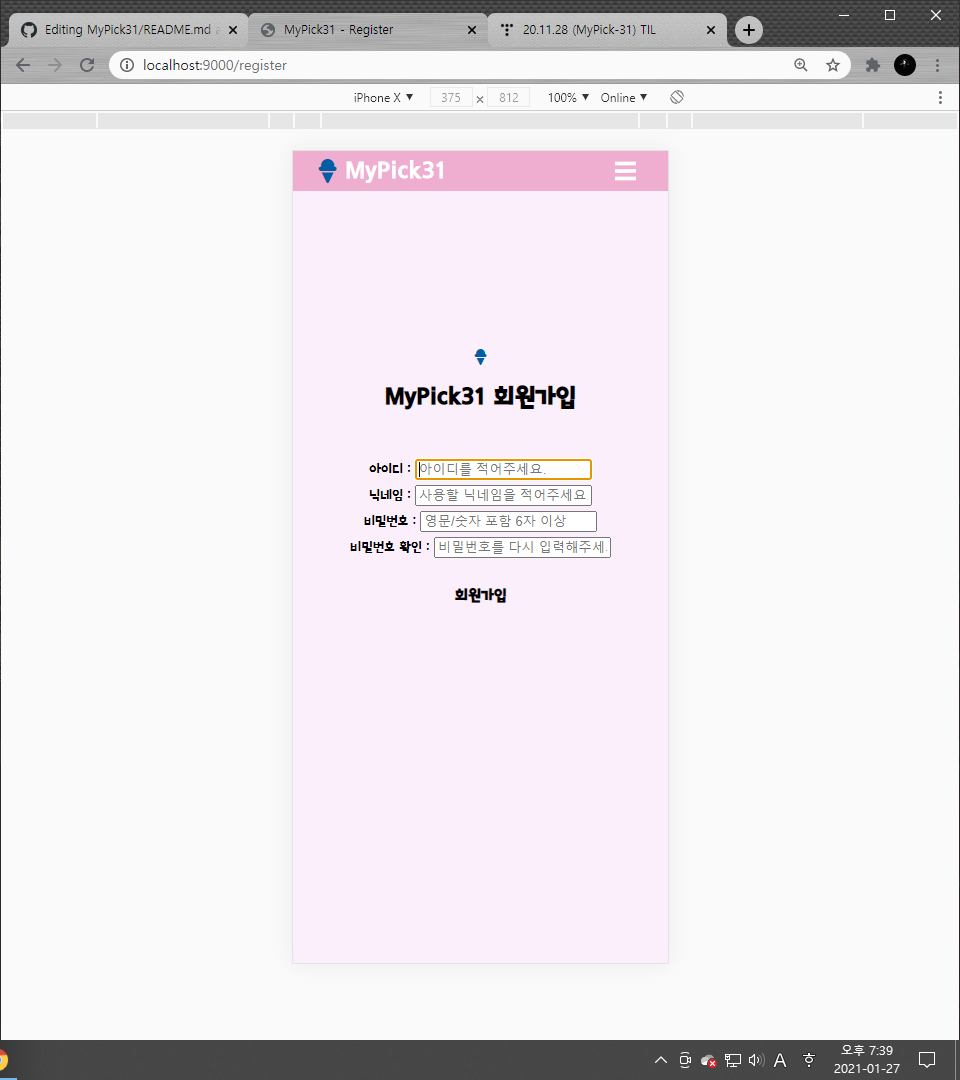 Editing MyPick31/README.md
MyPick31 - Register
20.11.28 (MyPick-31) TIL
localhost:9000/register
iPhone X ▼ 375 × 812 100% ▼ Online ▼
MyPick31
MyPick31 회원가입
아이디 : 아이디를 적어주세요.
닉네임 : 사용할 닉네임을 적어주세요
비밀번호 : 영문/숫자 포함 6자 이상
비밀번호 확인 : 비밀번호를 다시 입력해주세.
회원가입
A 한
오후 7:39
2021-01-27